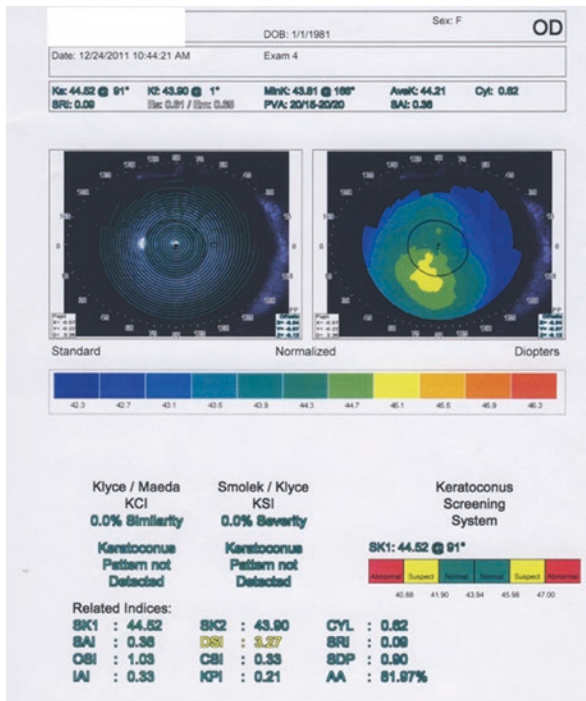 Sex: F
OD
DOB: 1/1/1981
Date: 12/24/2011 10:44:21 AM Exam 4
Ks: 44.52 @ 91° Kf: 43.90 @ 1° MinK: 43.81 @ 168° AveK: 44.21 Cyl: 0.62
SRI: 0.09 PVA: 20/15-20/20 SAI: 0.36
Standard Normalized Diopters
42.3 42.7 43.1 43.5 43.9 44.3 44.7 45.1 45.5 45.9 46.3
Klyce / Maeda
KCI
0.0% Similarity
Keratoconus
Pattern not
Detected
Smolek / Klyce
KSI
0.0% Severity
Keratoconus
Pattern not
Detected
Keratoconus
Screening
System
SK1: 44.52 @ 91°
Abnormal Suspect Normal Normal Suspect Abnormal
40.88 41.90 43.94 45.98 47.00
Related Indices:
SK1 : 44.52 SK2 : 43.90 CYL : 0.62
SAI : 0.36 DSI : 3.27 SRI : 0.09
OSI : 1.03 CSI : 0.33 SDP : 0.90
IAI : 0.33 KPI : 0.21 AA : 81.97%